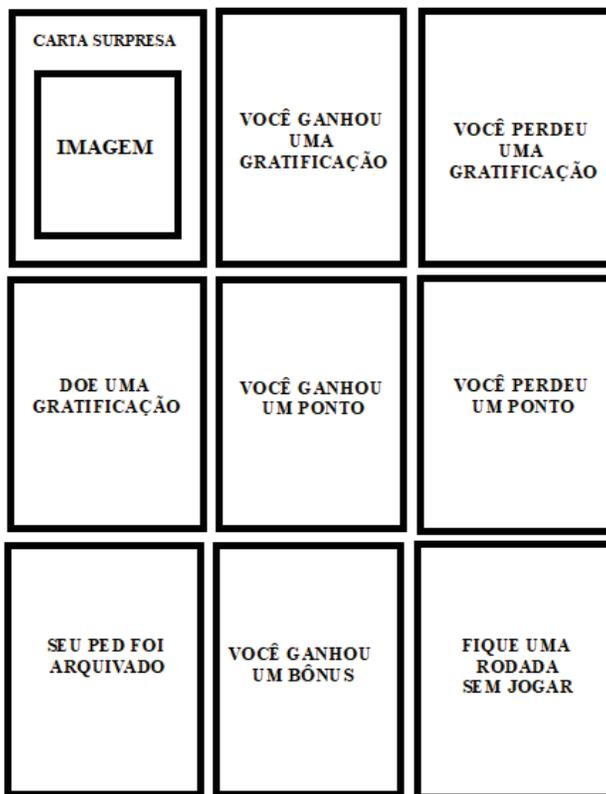 CARTA SURPRESA
IMAGEM
VOCÊ GANHOU
UMA
GRATIFICAÇÃO
VOCÊ PERDEU
UMA
GRATIFICAÇÃO
DOE UMA
GRATIFICAÇÃO
VOCÊ GANHOU
UM PONTO
VOCÊ PERDEU
UM PONTO
SEU PED FOI
ARQUIVADO
VOCÊ GANHOU
UM BÔNUS
FIQUE UMA
RODADA
SEM JOGAR